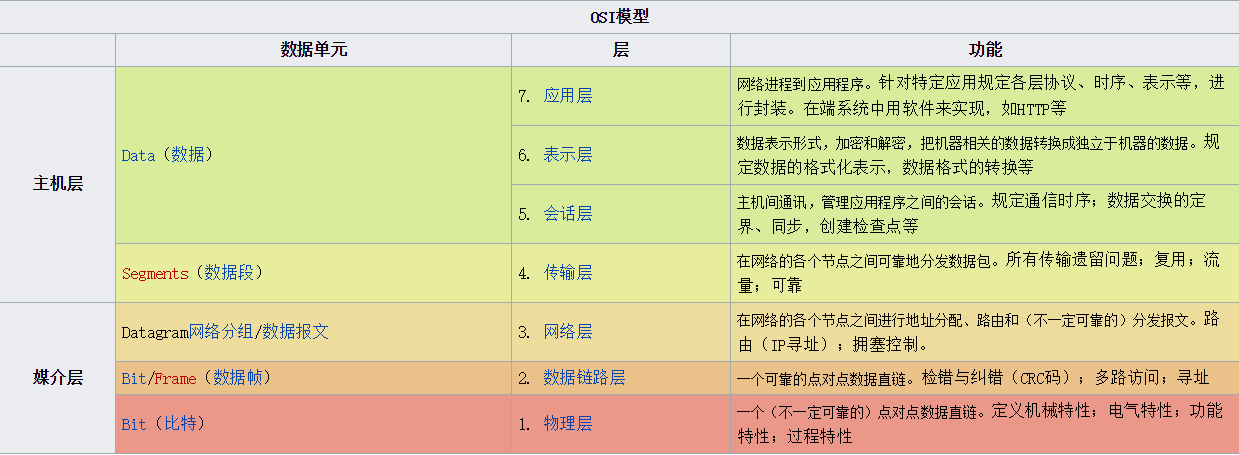 OSI模型
数据单元 层 功能
主机层
Data（数据）
7. 应用层
网络进程到应用程序。针对特定应用规定各层协议、时序、表示等，进
行封装。在端系统中用软件来实现，如HTTP等
6. 表示层
数据表示形式，加密和解密，把机器相关的数据转换成独立于机器的数据。规
定数据的格式化表示，数据格式的转换等
5. 会话层
主机间通讯，管理应用程序之间的会话。规定通信时序；数据交换的定
界、同步，创建检查点等
Segments（数据段）
4. 传输层
在网络的各个节点之间可靠地分发数据包。所有传输遗留问题；复用；流
量；可靠
媒介层
Datagram网络分组/数据报文
3. 网络层
在网络的各个节点之间进行地址分配、路由和（不一定可靠的）分发报文。路
由（IP寻址）；拥塞控制。
Bit/Frame（数据帧）
2. 数据链路层
一个可靠的点对点数据直链。检错与纠错（CRC码）；多路访问；寻址
Bit（比特）
1. 物理层
一个（不一定可靠的）点对点数据直链。定义机械特性；电气特性；功能
特性；过程特性